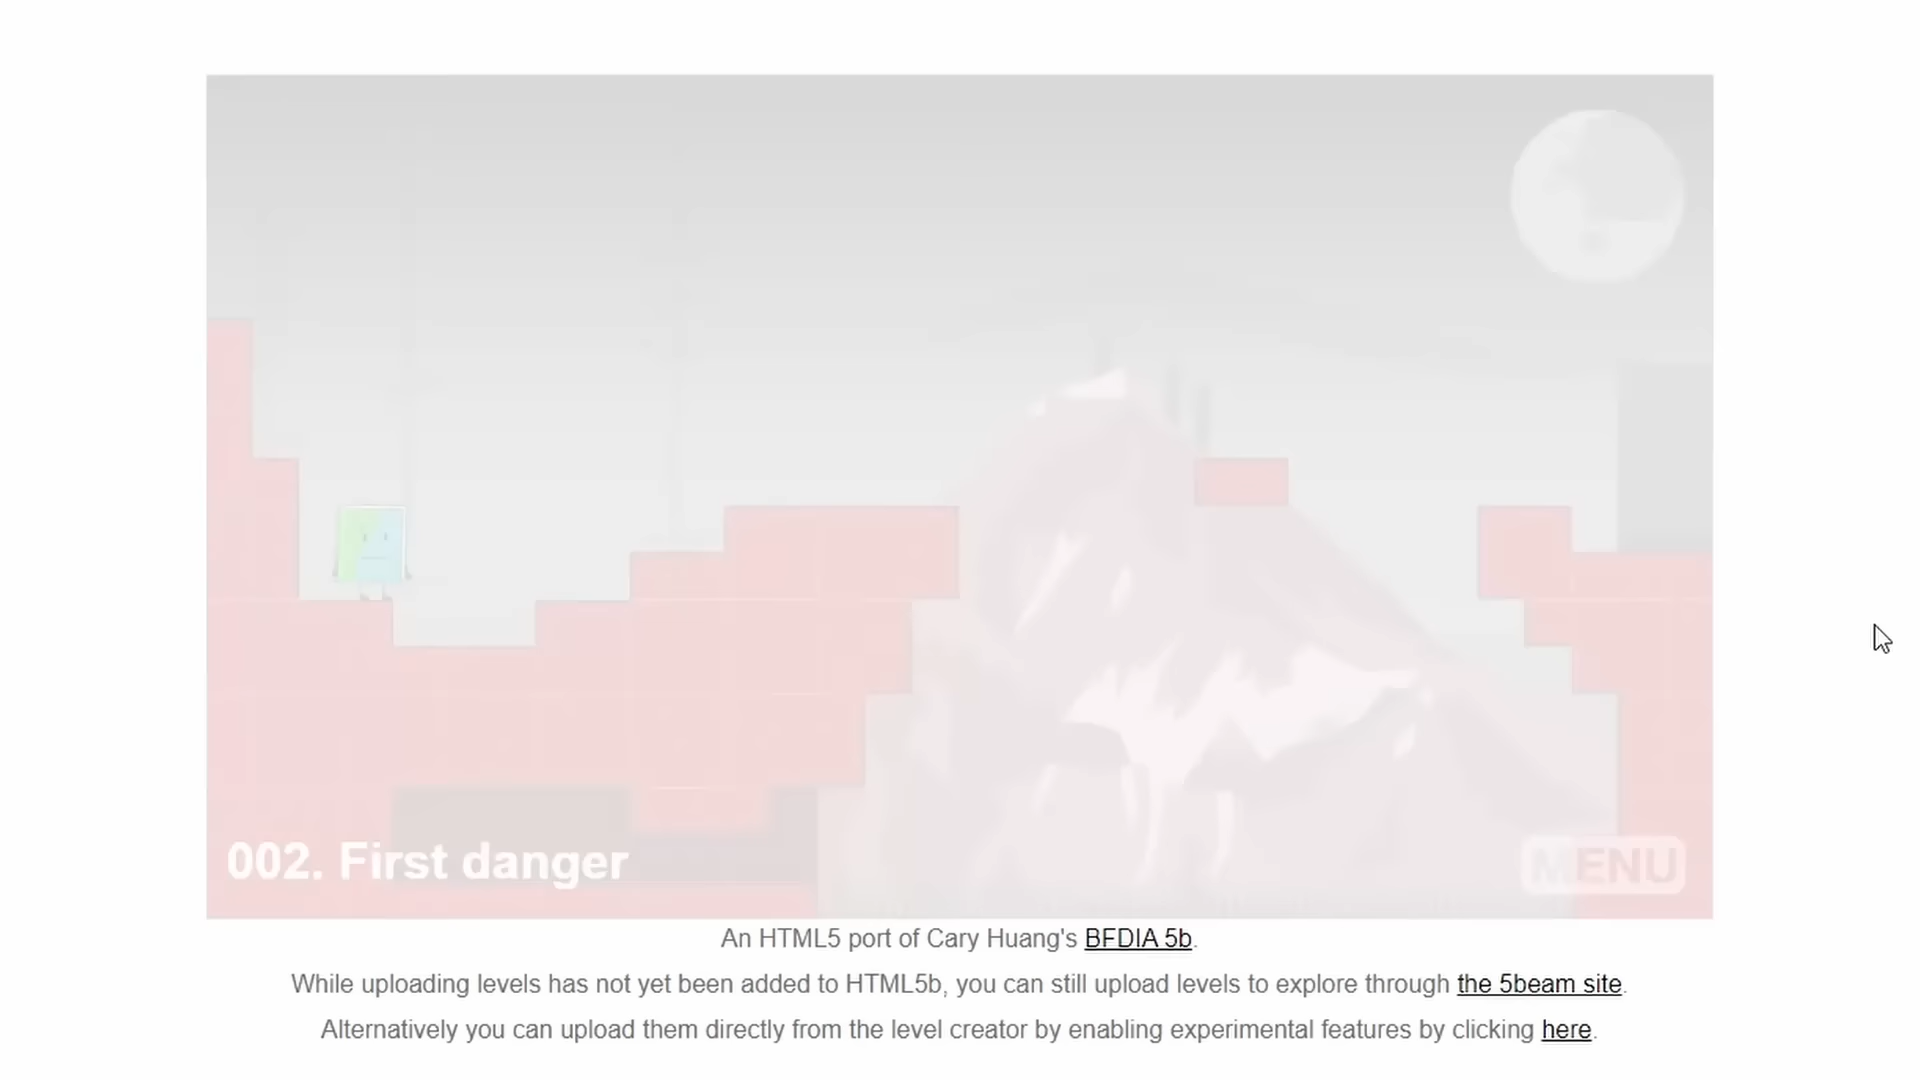 002. First danger
MENU
An HTML5 port of Cary Huang's BFDIA 5b.
While uploading levels has not yet been added to HTML5b, you can still upload levels to explore through the 5beam site.
Alternatively you can upload them directly from the level creator by enabling experimental features by clicking here.